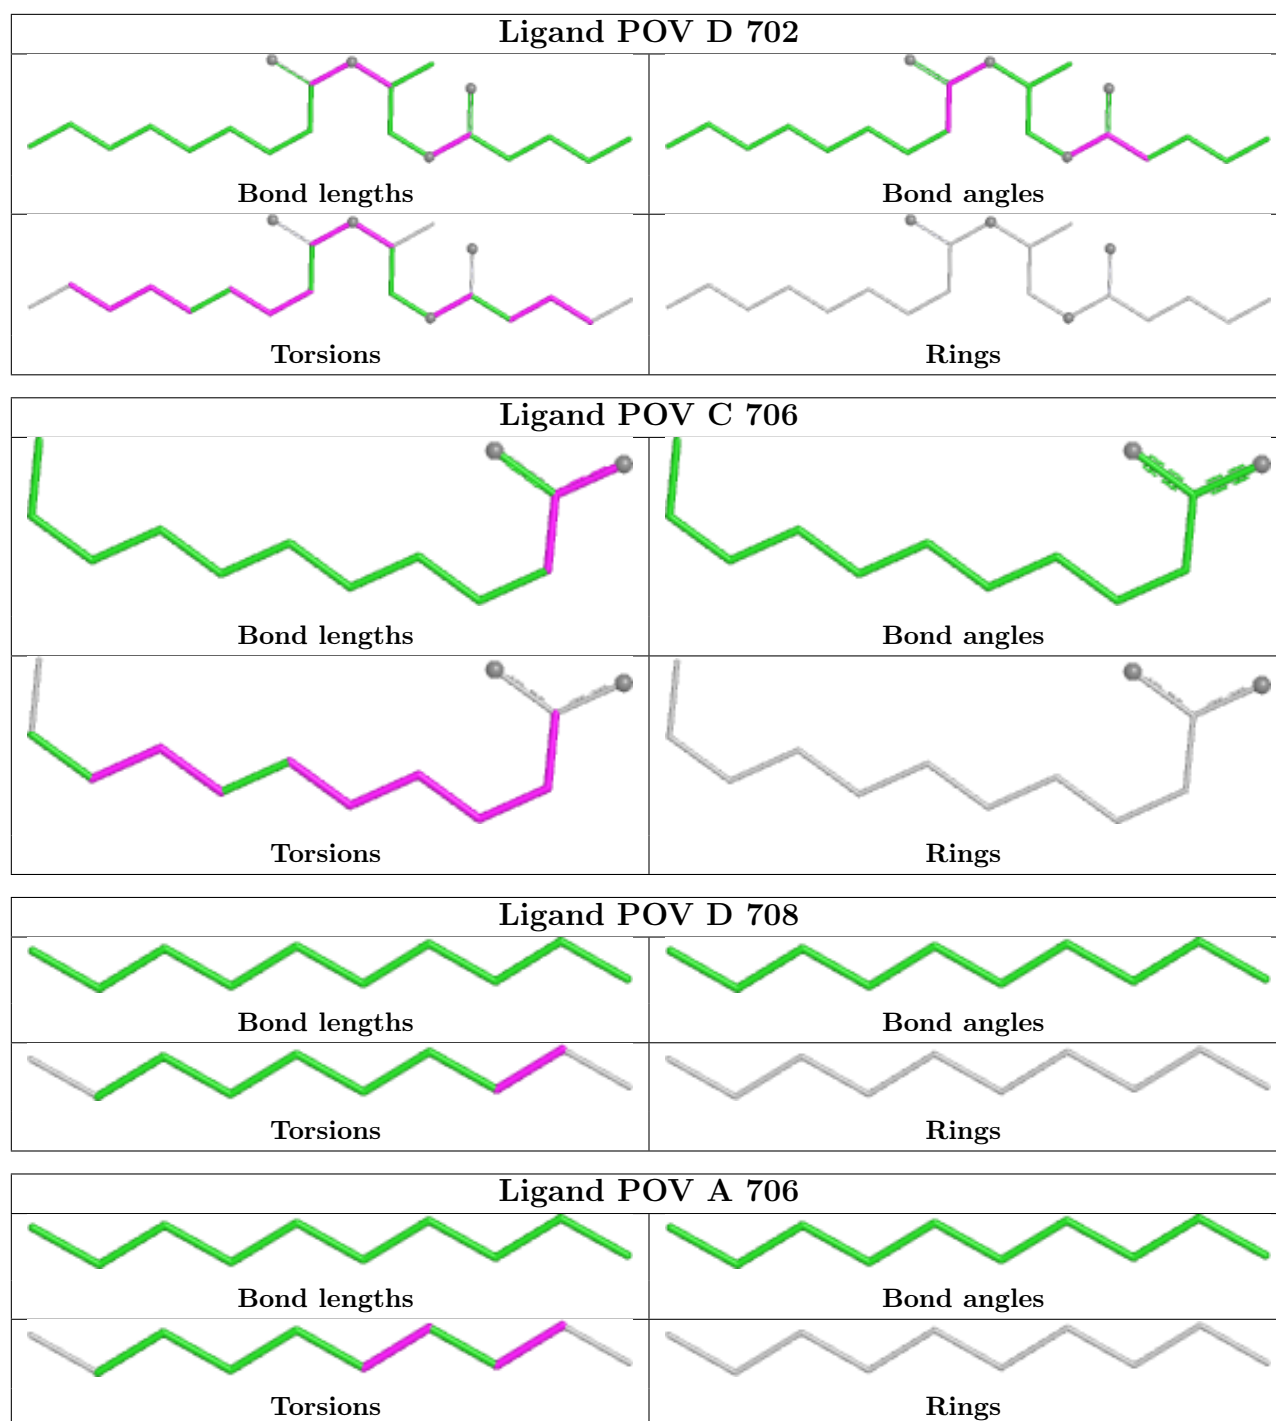 Ligand POV D 702
Bond lengths
Bond angles
Torsions
Rings
Ligand POV C 706
Bond lengths
Bond angles
Torsions
Rings
Ligand POV D 708
Bond lengths
Bond angles
Torsions
Rings
Ligand POV A 706
Bond lengths
Bond angles
Torsions
Rings